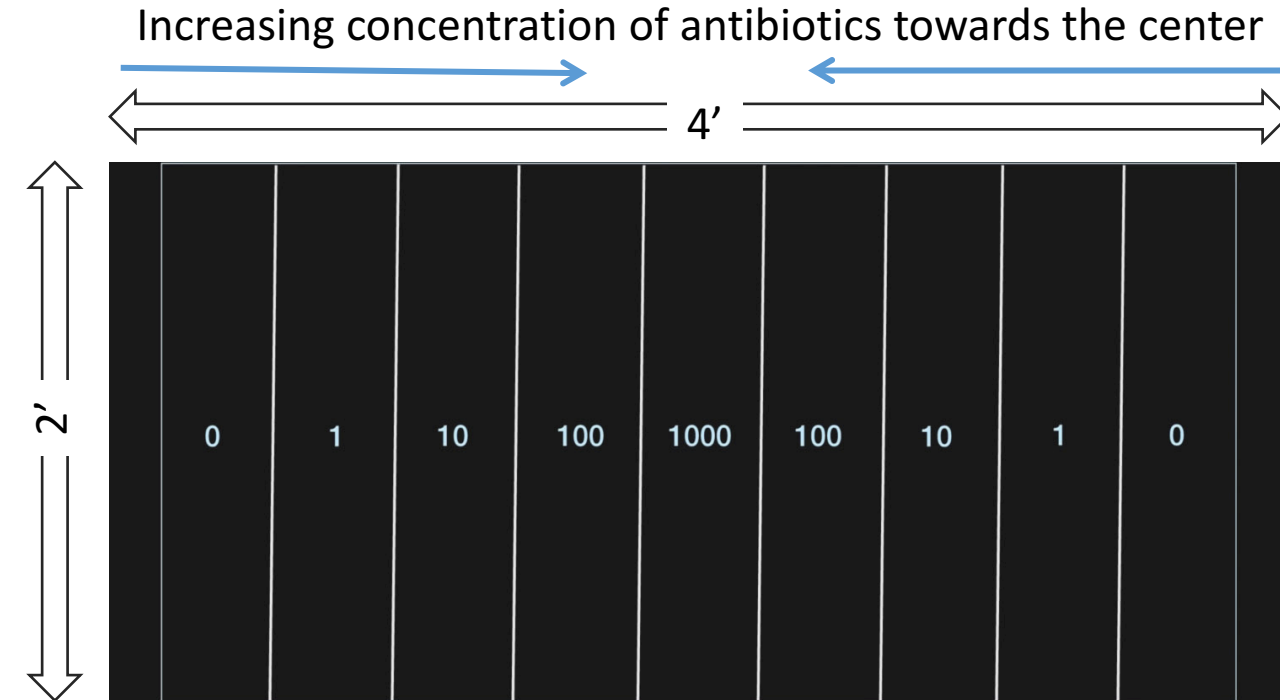 Increasing concentration of antibiotics towards the center
4’
2’
0 1 10 100 1000 100 10 1 0